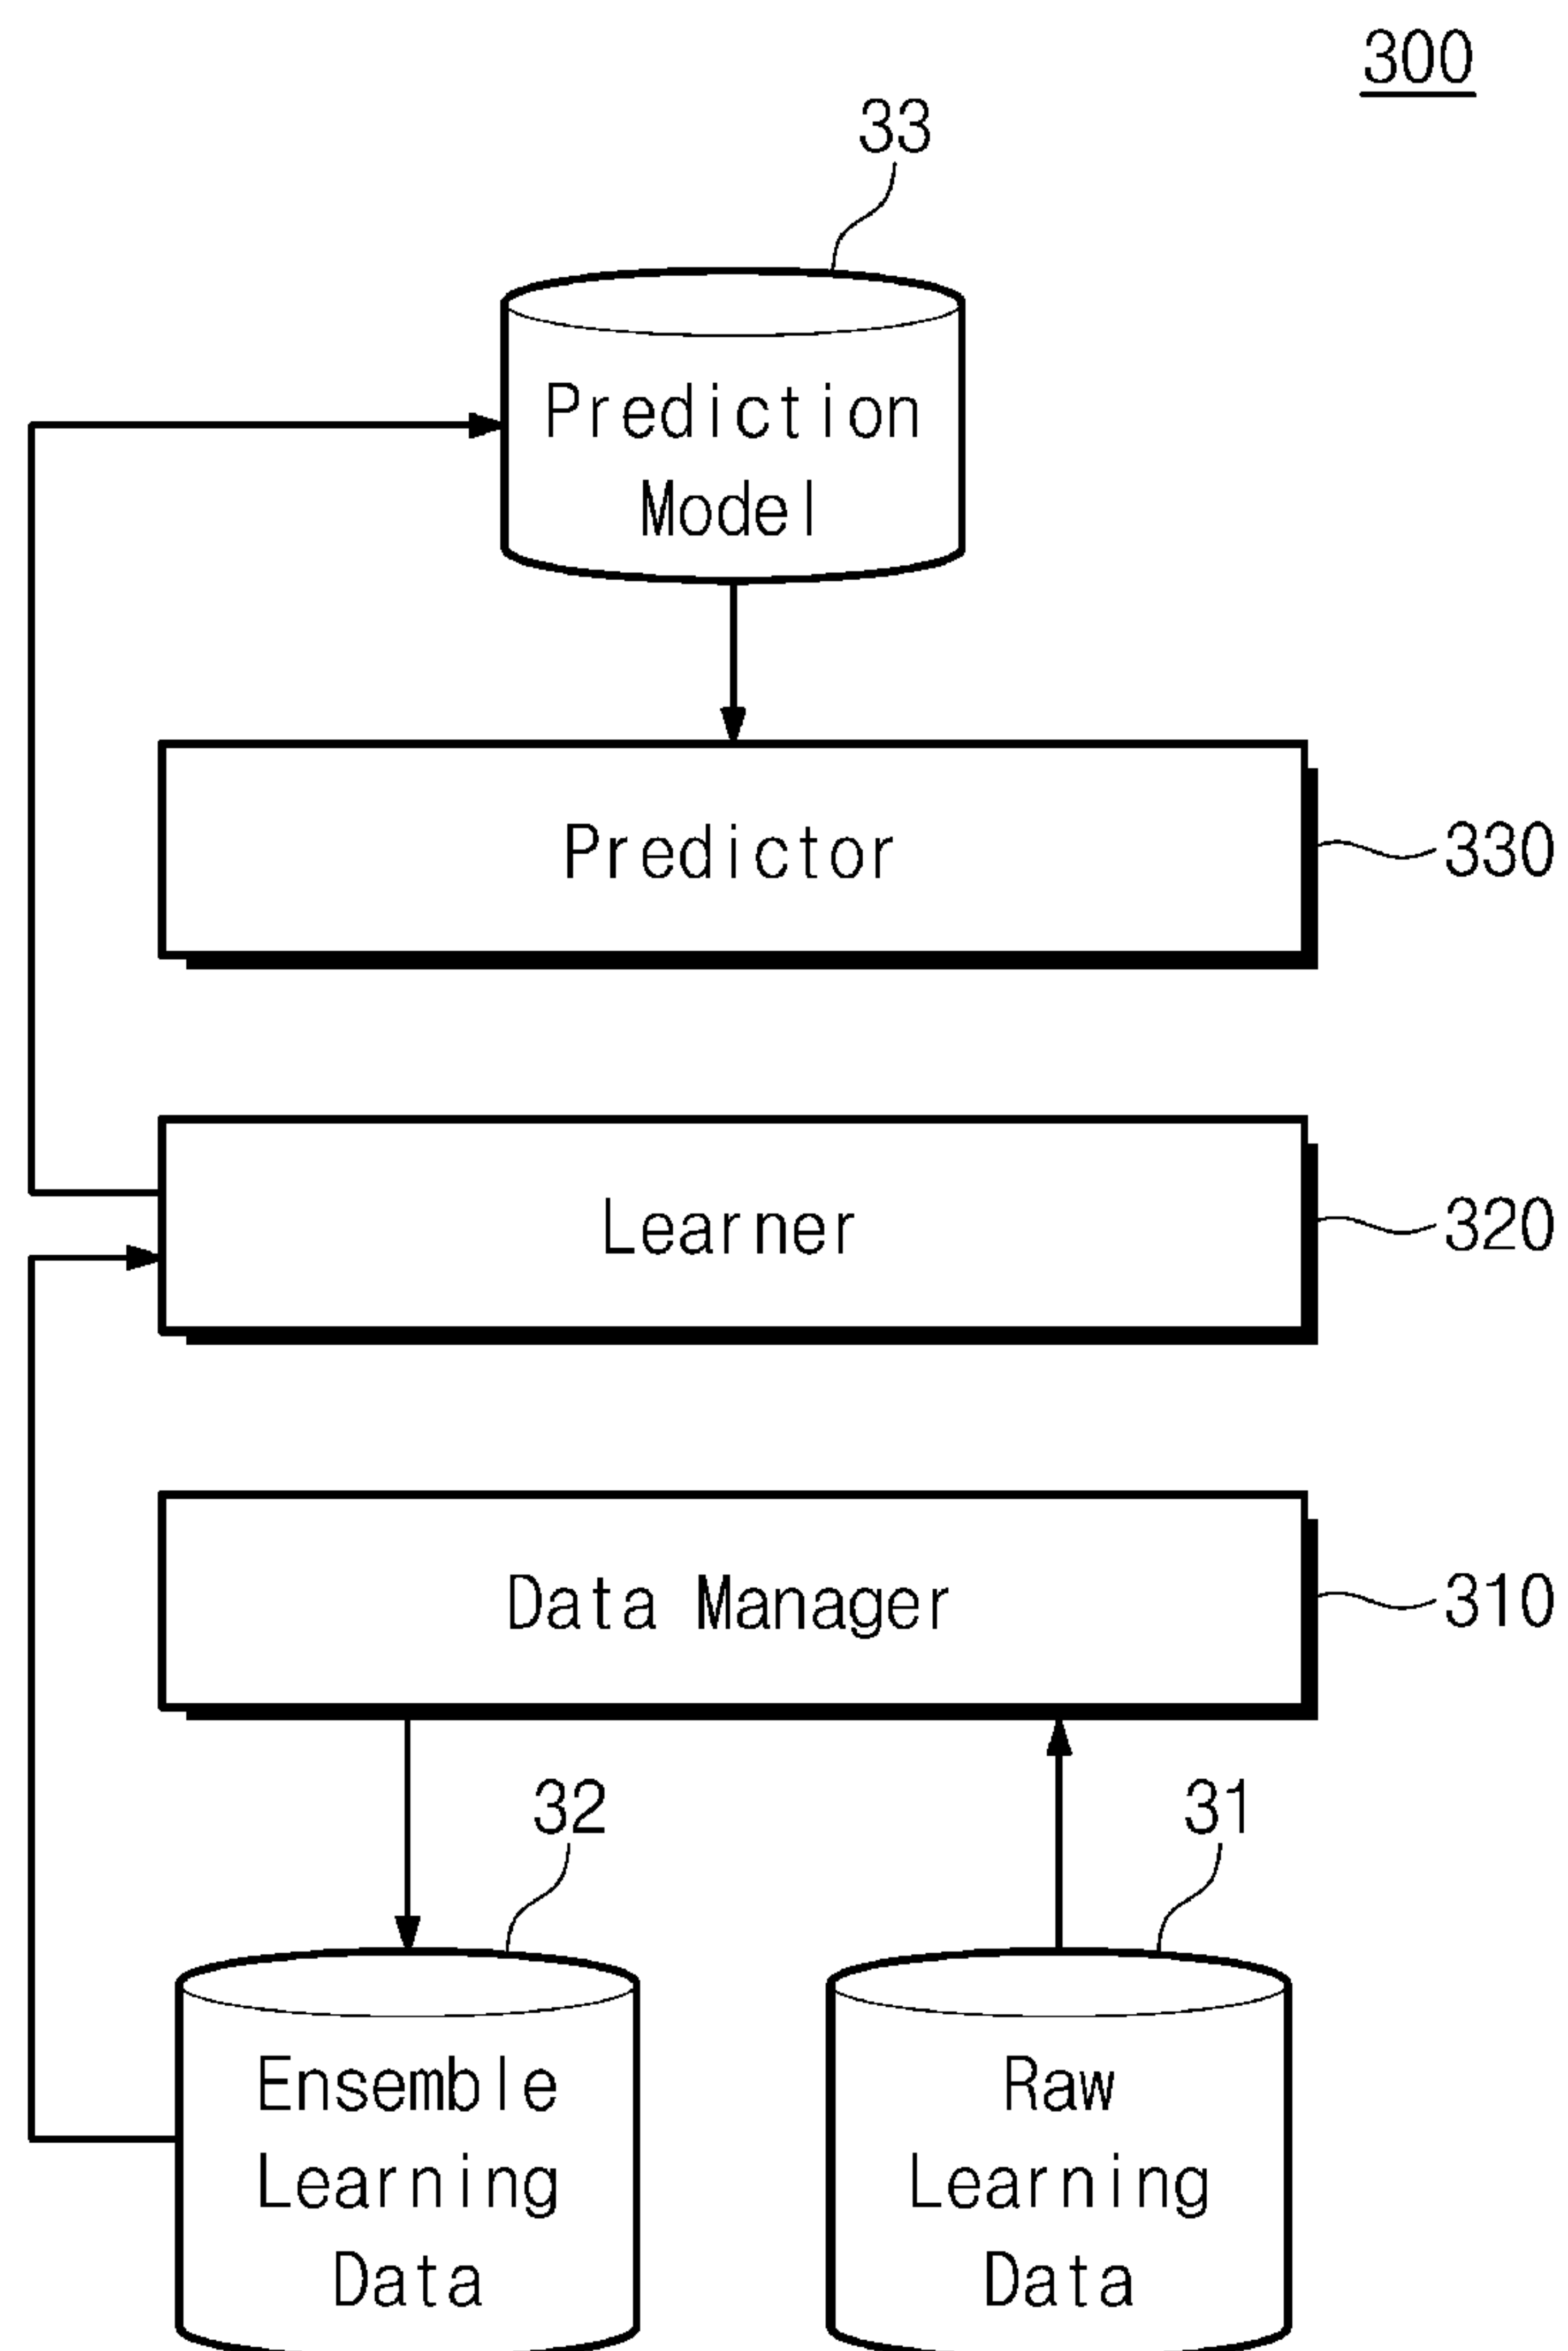 300
33
Prediction
Model
Predictor
330
Learner
320
Data Manager
310
32
31
Ensemble
Learning
Data
Raw
Learning
Data